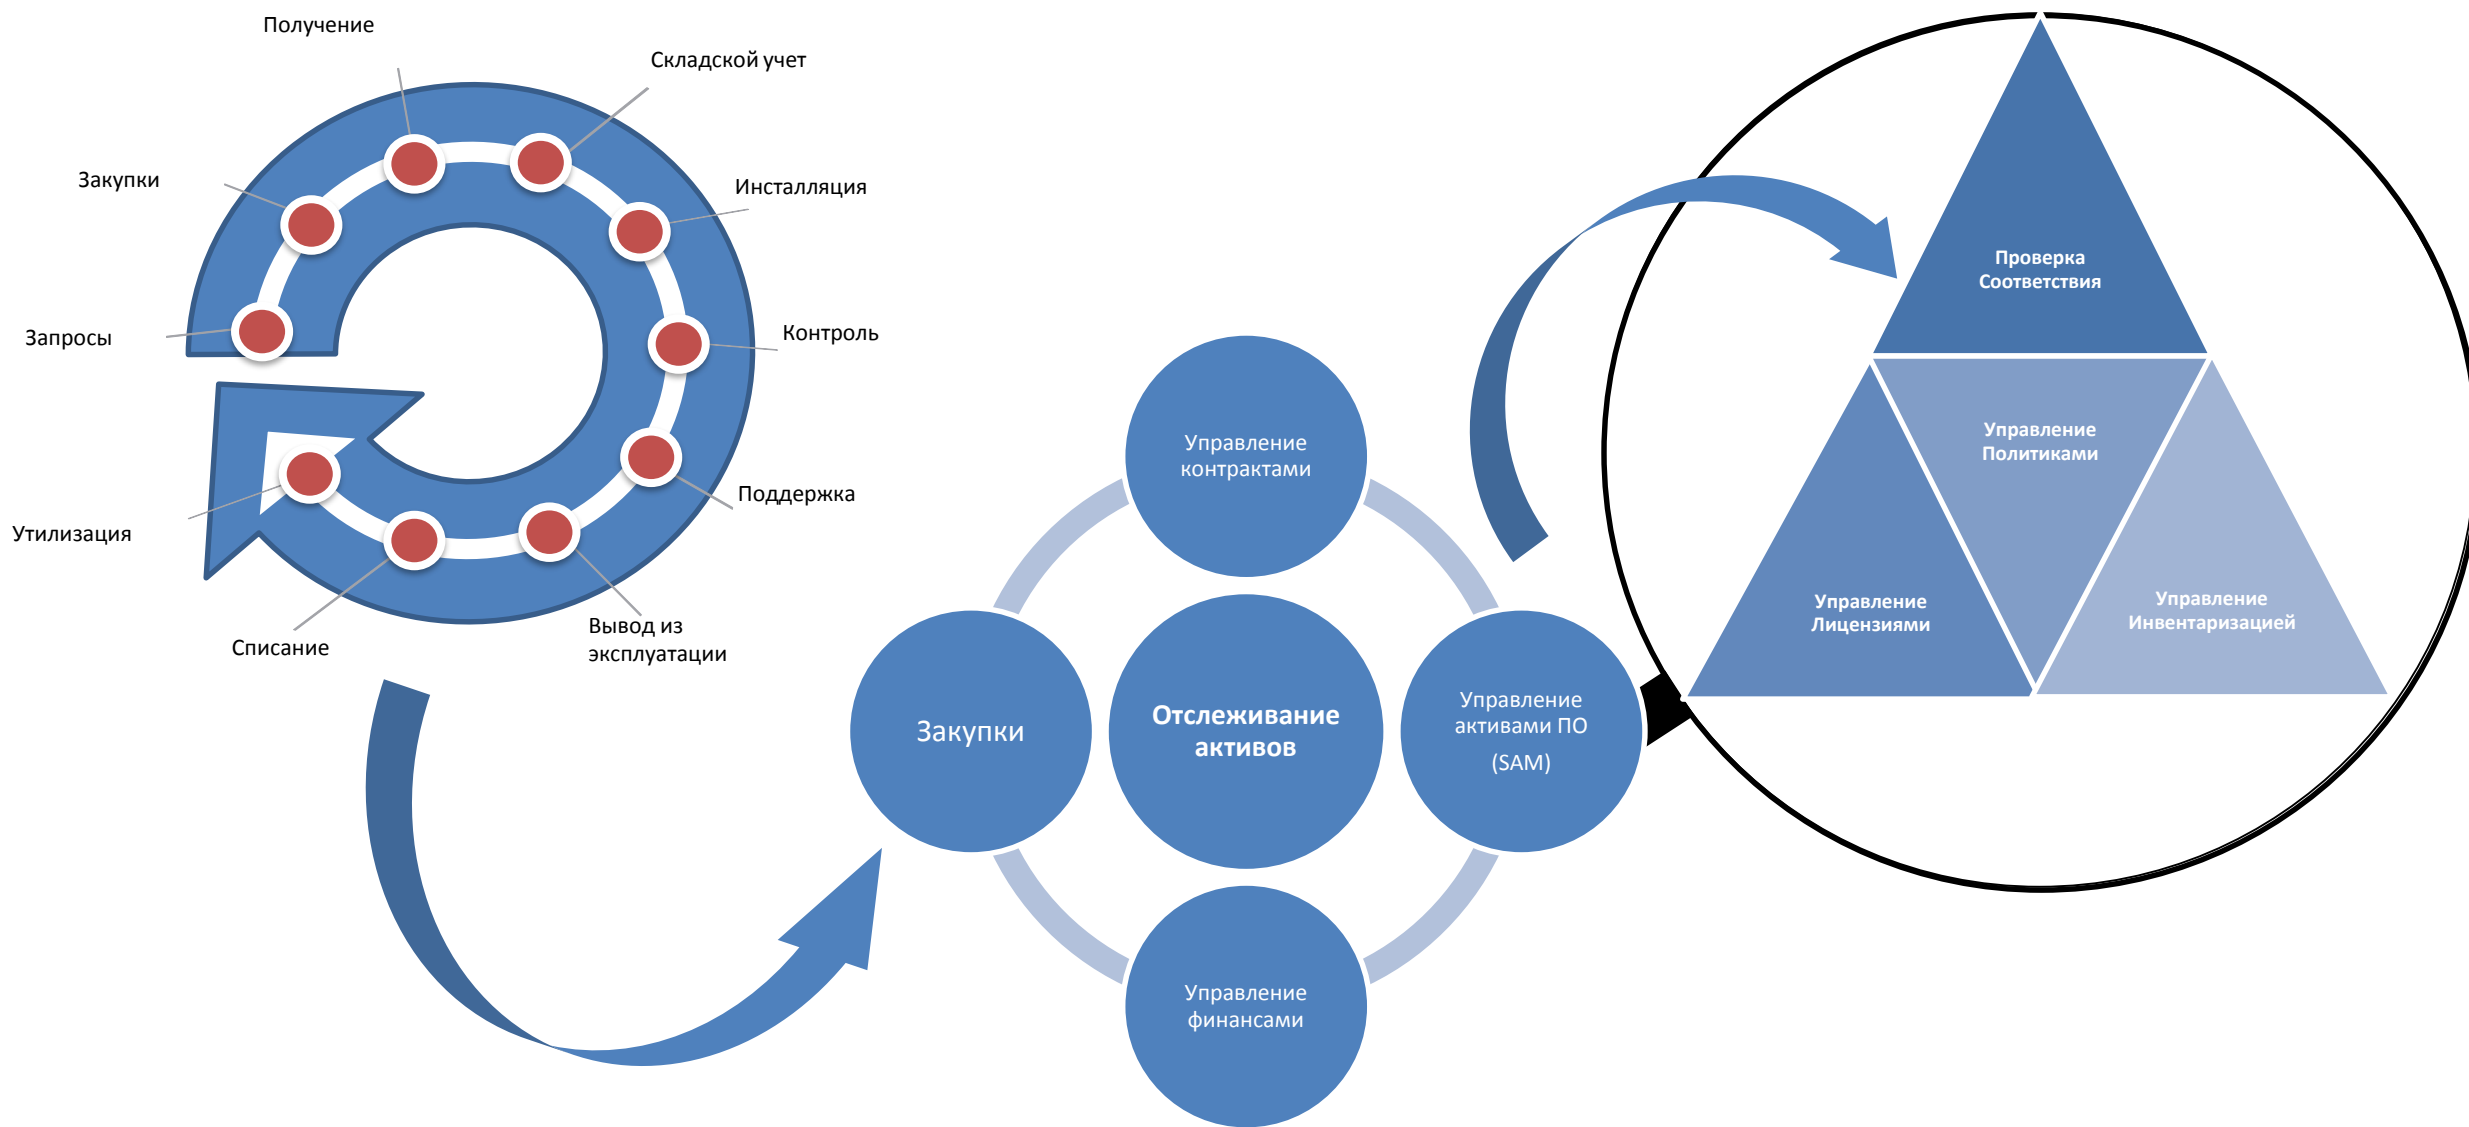 Получение
Складской учет
Закупки
Инсталляция
Запросы
Контроль
Поддержка
Утилизация
Списание
Вывод из
эксплуатации
Управление
контрактами
Закупки
Отслеживание
активов
Управление
активами ПО
(SAM)
Управление
финансами
Проверка
Соответствия
Управление
Политиками
Управление
Лицензиями
Управление
Инвентаризацией